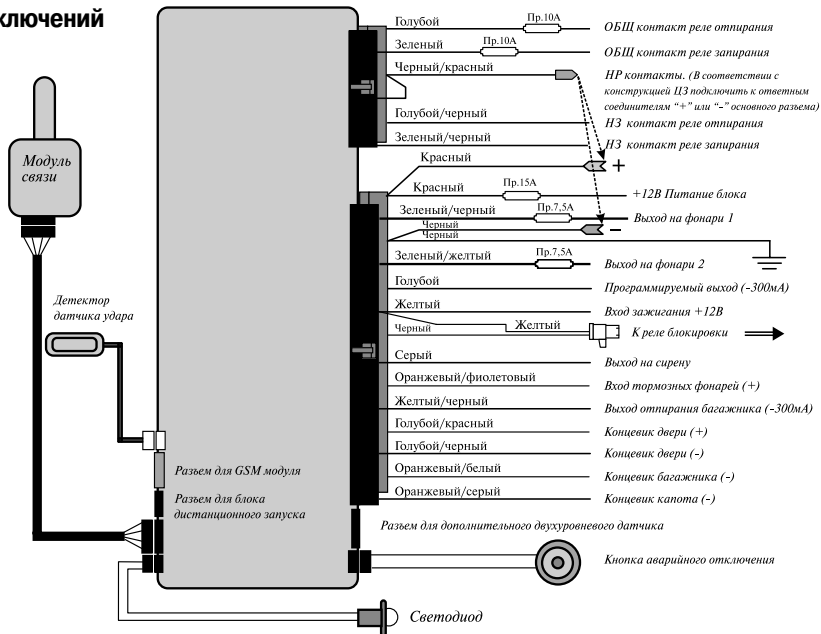 ключений
Голубой Пр.10А ОБЩ контакт реле отпирания
Зеленый Пр.10А ОБЩ контакт реле запирания
Черный/красный НР контакты. (В соответствии с
конструкцией ЦЗ подключить к ответным
соединителям “+” или “-” основного разъема)
Голубой/черный НЗ контакт реле отпирания
Зеленый/черный НЗ контакт реле запирания
Красный +
Красный Пр.15А +12В Питание блока
Зеленый/черный Пр.7,5А Выход на фонари 1
Черный –
Черный
Зеленый/желтый Пр.7,5А Выход на фонари 2
Голубой Программируемый выход (-300мА)
Желтый Вход зажигания +12В
Черный Желтый К реле блокировки
Серый Выход на сирену
Оранжевый/фиолетовый Вход тормозных фонарей (+)
Желтый/черный Выход отпирания багажника (-300мА)
Голубой/красный Концевик двери (+)
Голубой/черный Концевик двери (-)
Оранжевый/белый Концевик багажника (-)
Оранжевый/серый Концевик капота (-)
Модуль
связи
Детектор
датчика удара
Разъем для GSM модуля
Разъем для блока
дистанционного запуска
Разъем для дополнительного двухуровневого датчика
Кнопка аварийного отключения
Светодиод